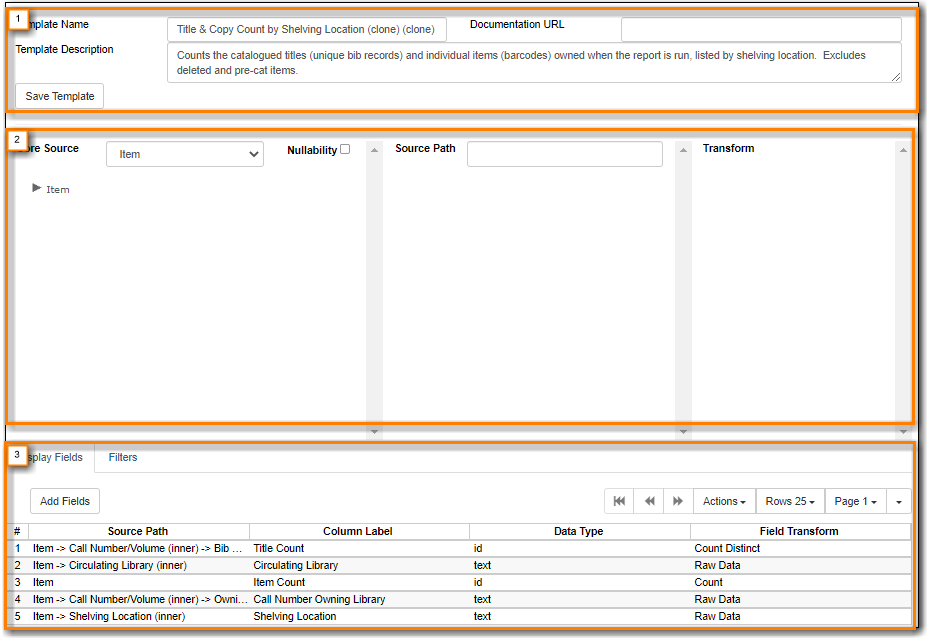 1
mplate Name
Title & Copy Count by Shelving Location (clone) (clone)
Documentation URL
Template Description
Counts the catalogued titles (unique bib records) and individual items (barcodes) owned when the report is run, listed by shelving location.  Excludes
deleted and pre-cat items.
Save Template
2
ore Source
Item
Nullability
Source Path
Transform
Item
3
splay Fields
Filters
Add Fields
Actions
Rows 25
Page 1
# Source Path Column Label Data Type Field Transform
1 Item -> Call Number/Volume (inner) -> Bib ... Title Count id Count Distinct
2 Item -> Circulating Library (inner) Circulating Library text Raw Data
3 Item Item Count id Count
4 Item -> Call Number/Volume (inner) -> Owni... Call Number Owning Library text Raw Data
5 Item -> Shelving Location (inner) Shelving Location text Raw Data